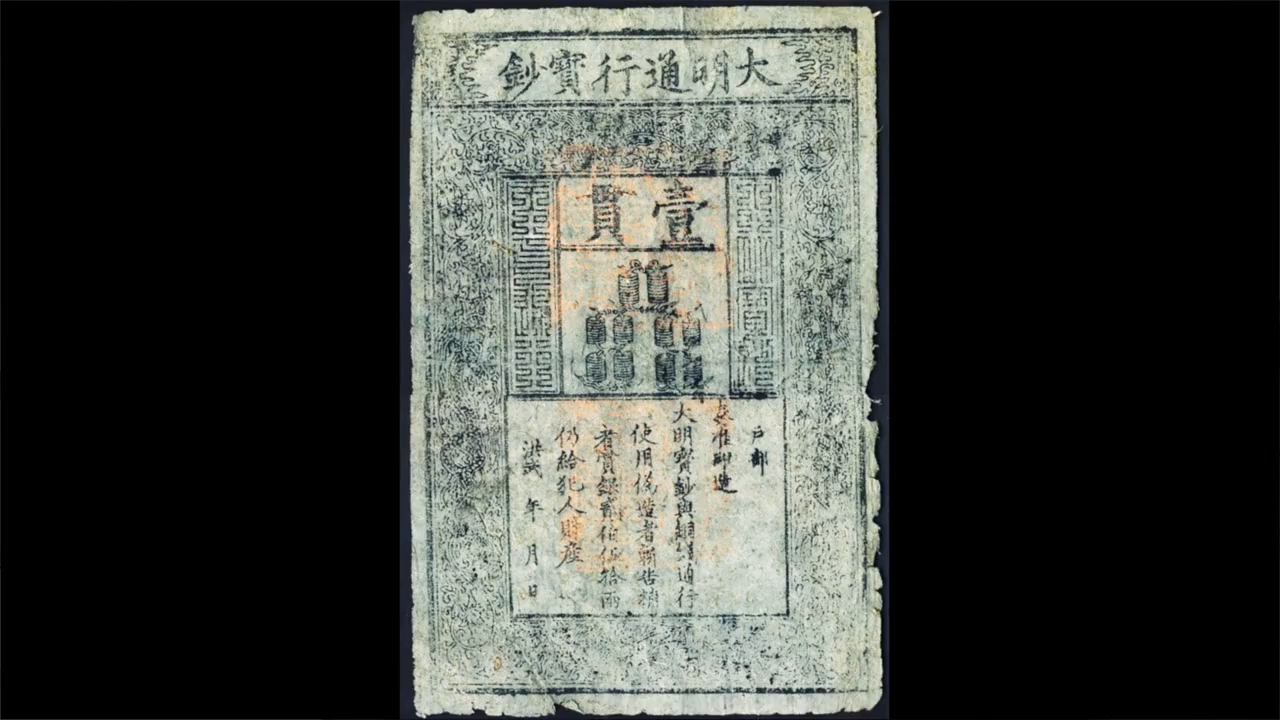 大明通行寶鈔
壹貫
户部
奏准印造
大明寶鈔與銅錢通行
使用偽造者斬告捕
者賞銀貳伯伍拾兩
仍給犯人財產
洪武 年 月 日